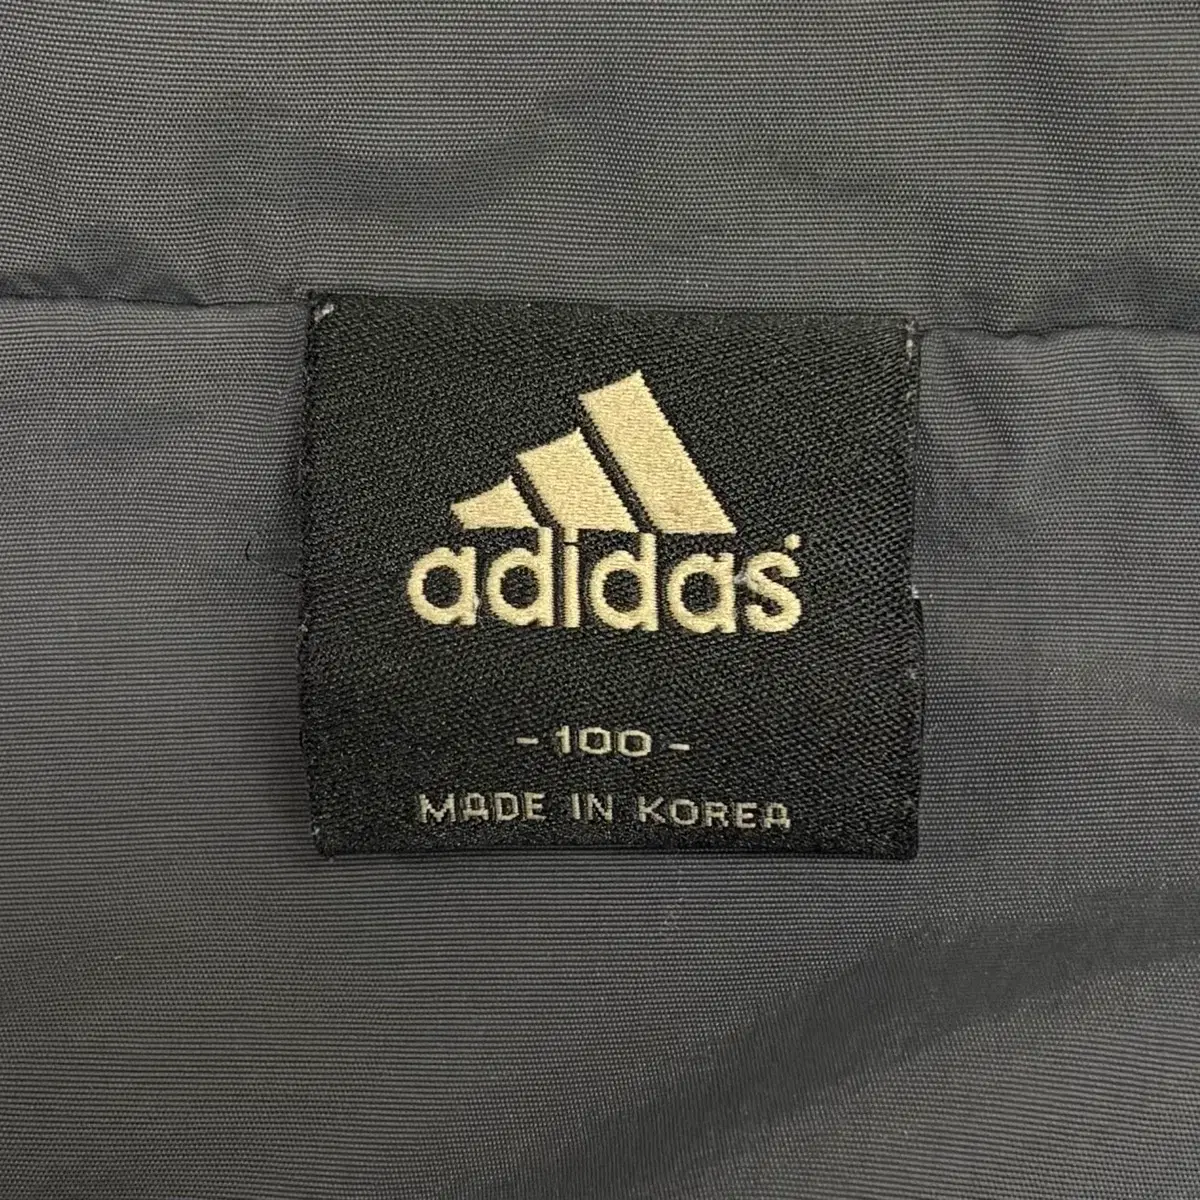 adidas
- 100 -
MADE IN KOREA